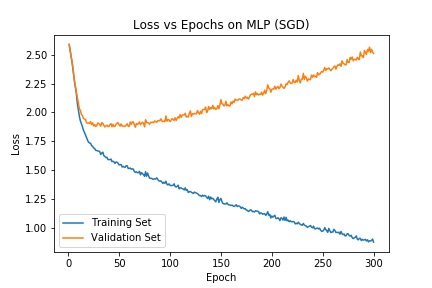 Loss vs Epochs on MLP (SGD)
2.50
2.25
2.00
1.75
1.50
1.25
1.00
Loss
Training Set
Validation Set
0 50 100 150 200 250 300
Epoch